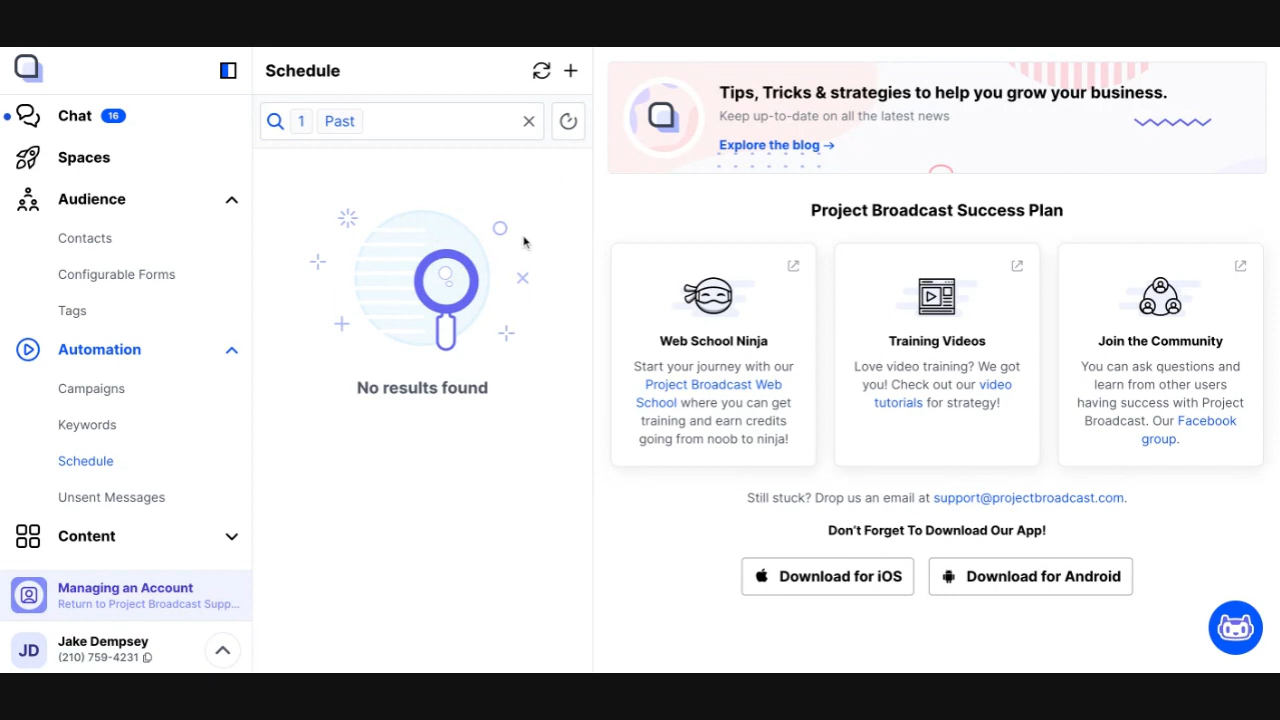 Schedule
Chat 16
Spaces
Audience
Contacts
Configurable Forms
Tags
Automation
Campaigns
Keywords
Schedule
Unsent Messages
Content
Managing an Account
Return to Project Broadcast Supp...
JD
Jake Dempsey
(210) 759-4231
1 Past
No results found
Tips, Tricks & strategies to help you grow your business.
Keep up-to-date on all the latest news
Explore the blog →
Project Broadcast Success Plan
Web School Ninja
Start your journey with our
Project Broadcast Web
School where you can get
training and earn credits
going from noob to ninja!
Training Videos
Love video training? We got
you! Check out our video
tutorials for strategy!
Join the Community
You can ask questions and
learn from other users
having success with Project
Broadcast. Our Facebook
group.
Still stuck? Drop us an email at support@projectbroadcast.com.
Don't Forget To Download Our App!
Download for iOS
Download for Android